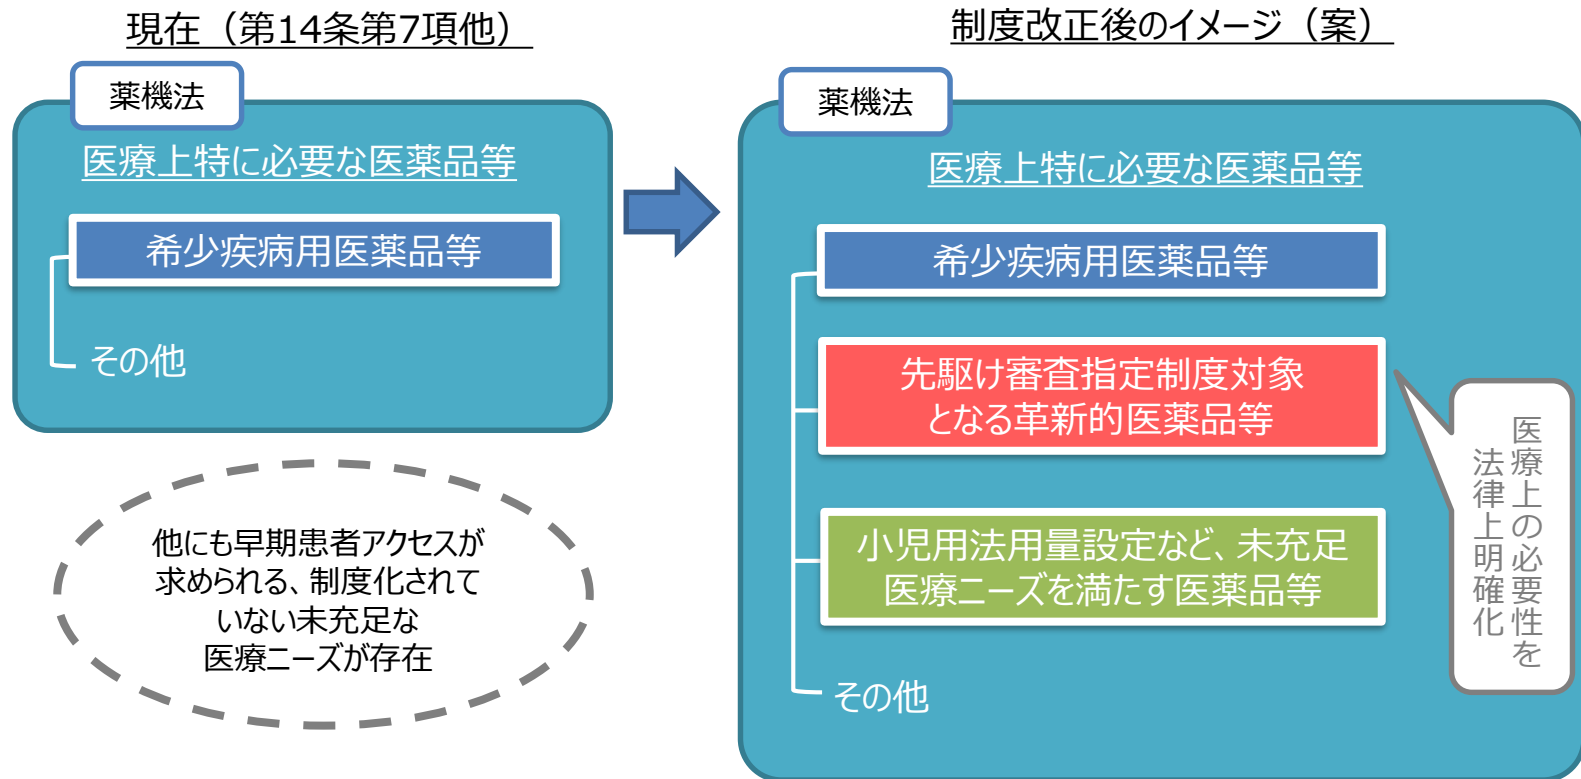 現在（第14条第7項他）
薬機法
医療上特に必要な医薬品等
希少疾病用医薬品等
その他
他にも早期患者アクセスが
求められる、制度化されて
いない未充足な
医療ニーズが存在
制度改正後のイメージ（案）
薬機法
医療上特に必要な医薬品等
希少疾病用医薬品等
先駆け審査指定制度対象
となる革新的医薬品等
小児用法用量設定など、未充足
医療ニーズを満たす医薬品等
その他
医療上の必要性を
法律上明確化